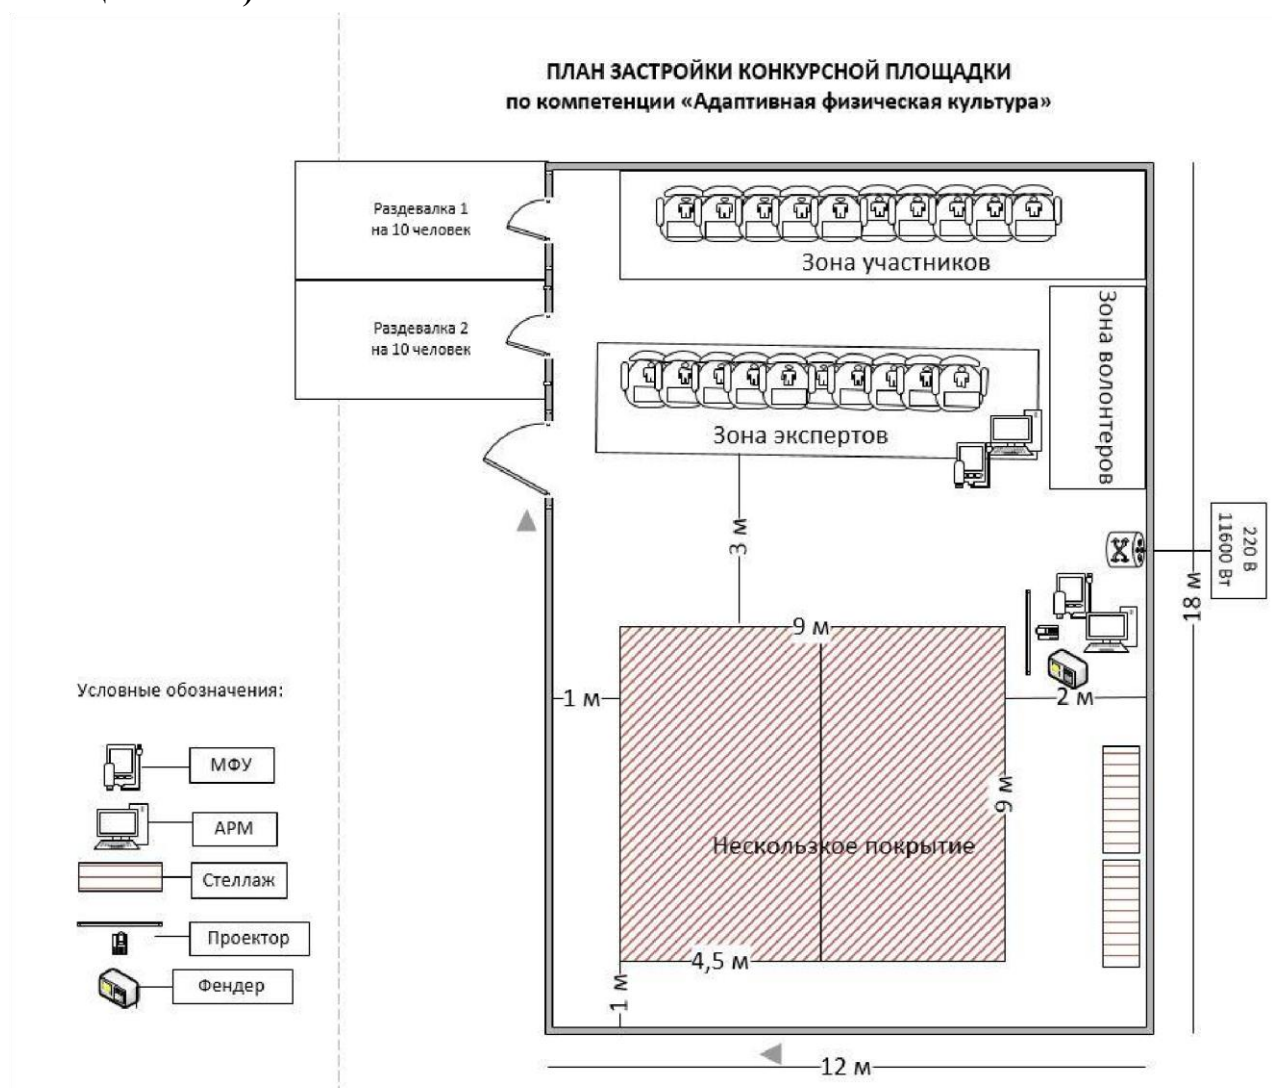 ПЛАН ЗАСТРОЙКИ КОНКУРСНОЙ ПЛОЩАДКИ
по компетенции «Адаптивная физическая культура»
Раздевалка 1
на 10 человек
Зона участников
Раздевалка 2
на 10 человек
Зона волонтеров
Зона экспертов
3 м
220 В
11600 Вт
18 м
9 м
1 м
2 м
9 м
Нескользкое покрытие
4,5 м
1 м
12 м
Условные обозначения:
МФУ
АРМ
Стеллаж
Проектор
Фендер